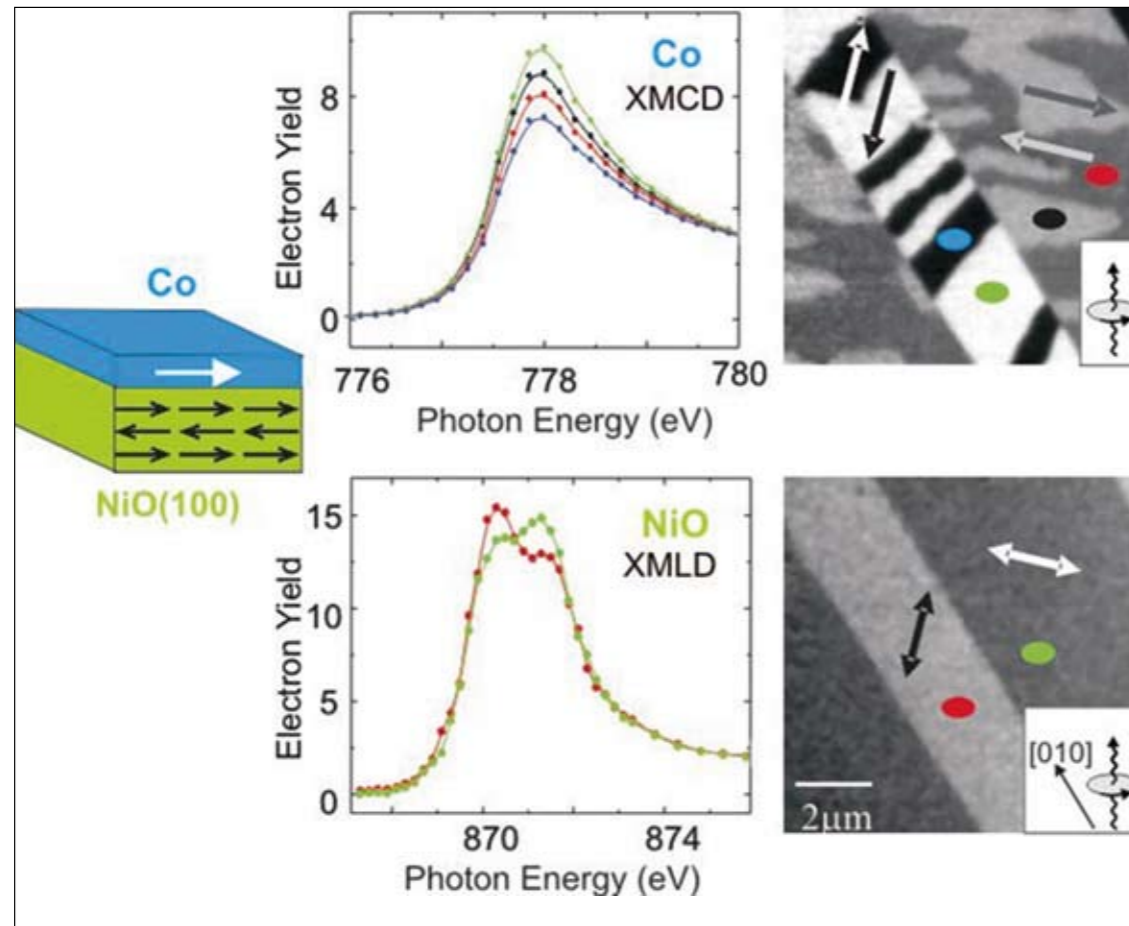 Co
NiO(100)
Electron Yield
8
4
0
Co
XMCD
776
778
780
Photon Energy (eV)
Electron Yield
15
10
5
0
NiO
XMLD
870
874
Photon Energy (eV)
[010]
2μm